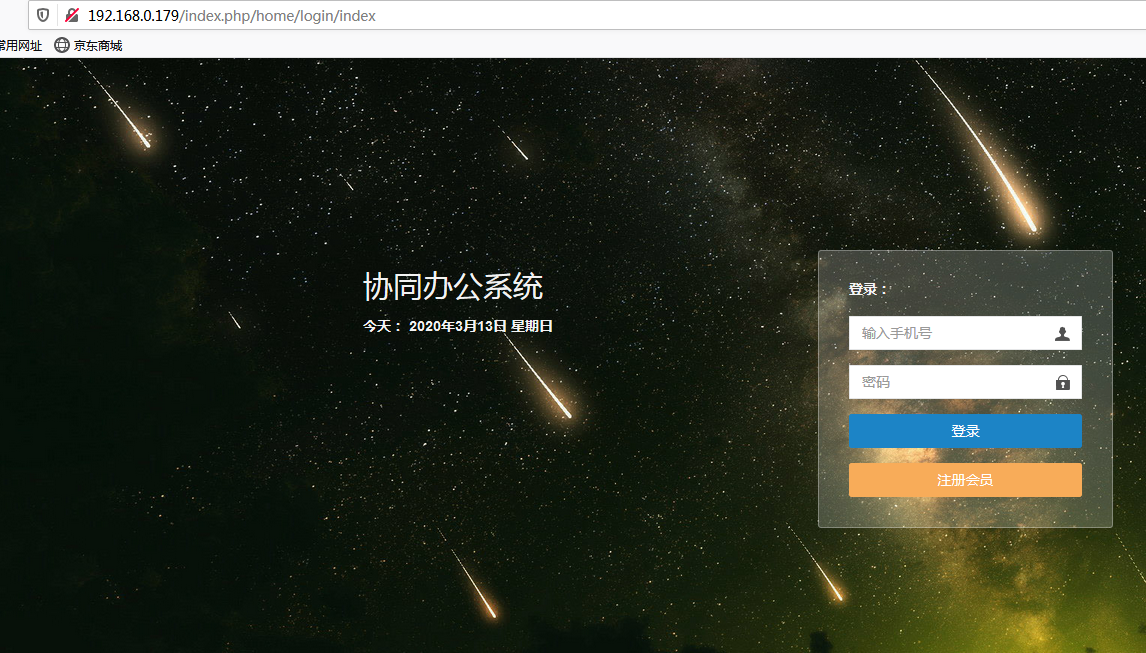 192.168.0.179/index.php/home/login/index
常用网址 京东商城
协同办公系统
今天： 2020年3月13日 星期日
登录：
输入手机号
密码
登录
注册会员